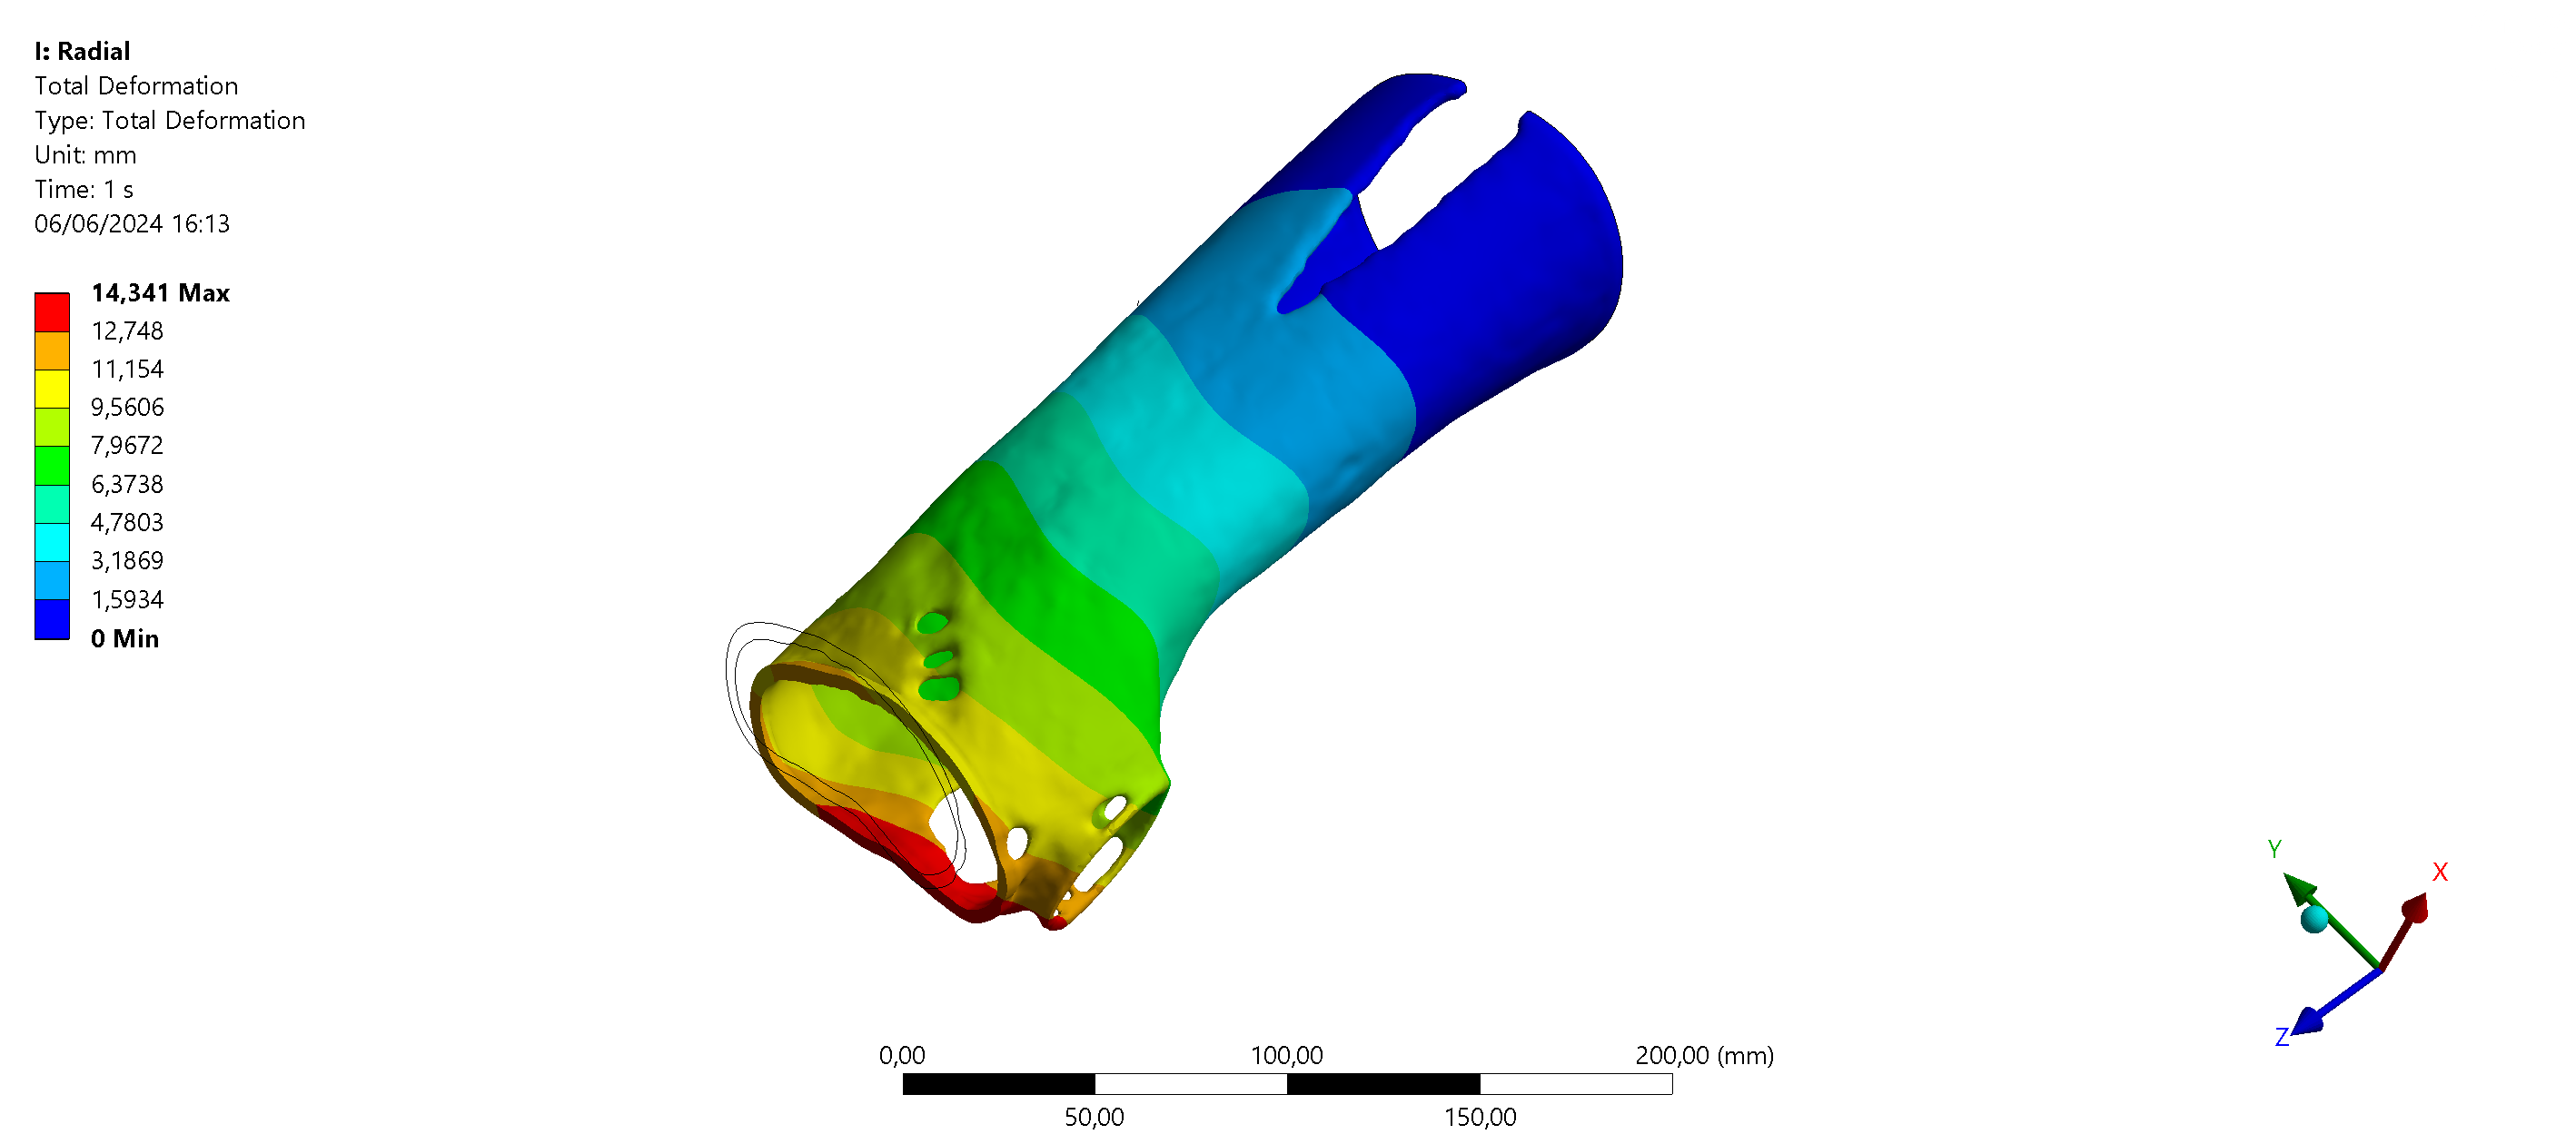 I: Radial
Total Deformation
Type: Total Deformation
Unit: mm
Time: 1 s
06/06/2024 16:13
14,341 Max
12,748
11,154
9,5606
7,9672
6,3738
4,7803
3,1869
1,5934
0 Min
Y
X
Z
0,00 100,00 200,00 (mm)
50,00 150,00